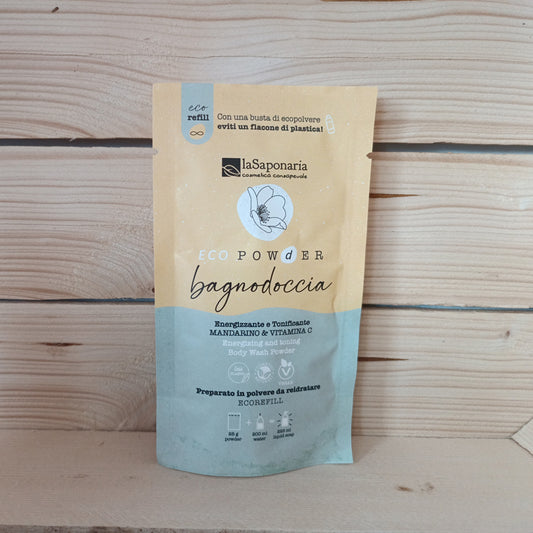 eco
refill
Con una busta di ecopolvere
eviti un flacone di plastica!
laSaponaria
cosmetica consapevole
ECO POWdER
bagnodoccia
Energizzante e Tonificante
MANDARINO & VITAMINA C
Energizing and toning
Body Wash Powder
VEGAN
Preparato in polvere da reidratare
ECOREFILL
+ =
powder water liquid soap